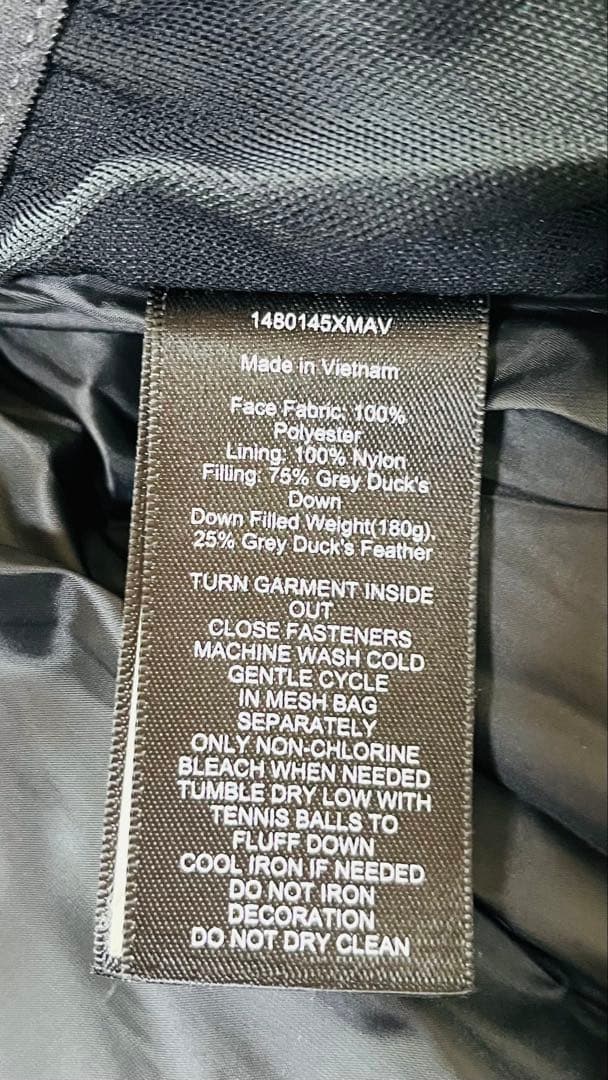 1480145XMAV
Made in Vietnam
Face Fabric: 100%
Polyester
Lining: 100% Nylon
Filling: 75% Grey Duck's
Down
Down Filled Weight(180g),
25% Grey Duck's Feather
TURN GARMENT INSIDE
OUT
CLOSE FASTENERS
MACHINE WASH COLD
GENTLE CYCLE
IN MESH BAG
SEPARATELY
ONLY NON-CHLORINE
BLEACH WHEN NEEDED
TUMBLE DRY LOW WITH
TENNIS BALLS TO
FLUFF DOWN
COOL IRON IF NEEDED
DO NOT IRON
DECORATION
DO NOT DRY CLEAN